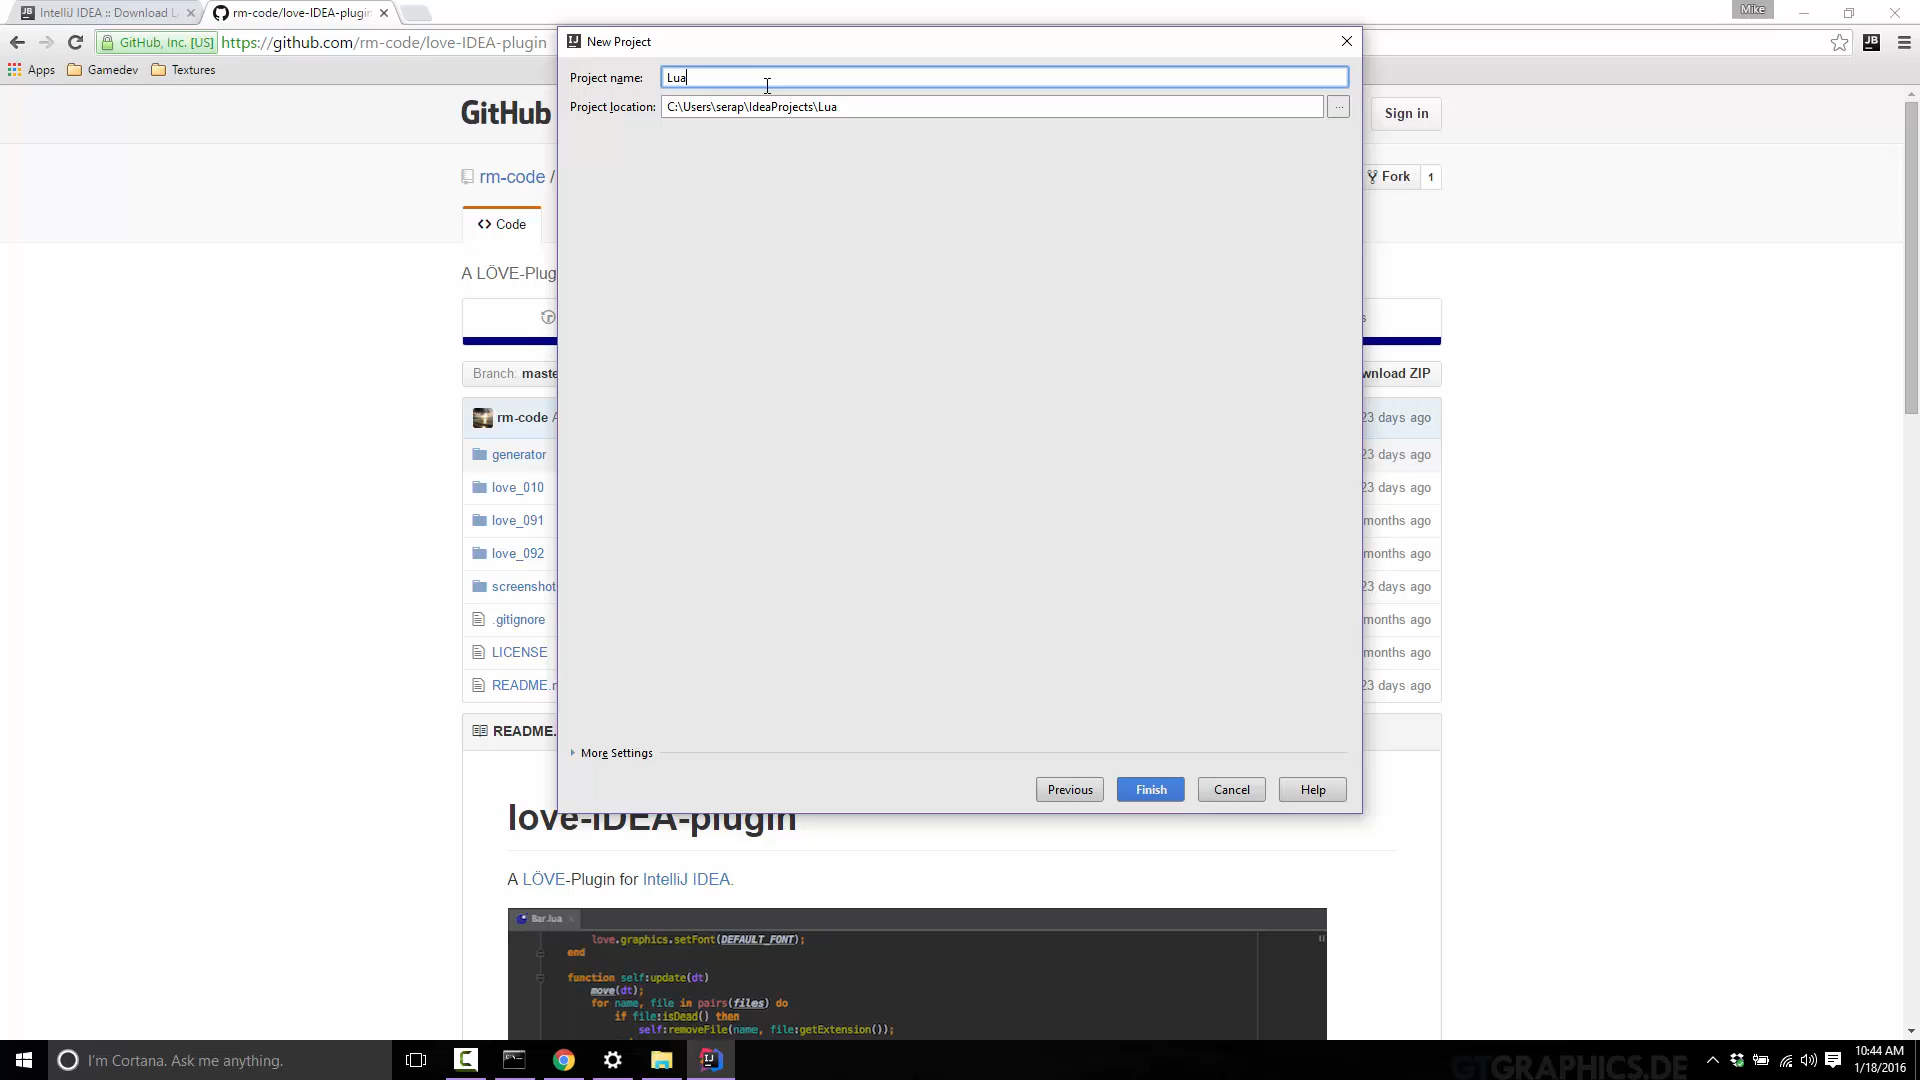 IntelliJ IDEA :: Download L
rm-code/love-IDEA-plugin
Mike
GitHub, Inc. [US] https://github.com/rm-code/love-IDEA-plugin
Apps Gamedev Textures
New Project
Project name: Lua
Project location: C:\Users\serap\IdeaProjects\Lua ...
GitHub Sign in
rm-code / Fork 1
Code
A LÖVE-Plug
s
Branch: maste wnload ZIP
rm-code A 23 days ago
generator 23 days ago
love_010 23 days ago
love_091 months ago
love_092 months ago
screenshot 23 days ago
.gitignore months ago
LICENSE months ago
README.m 23 days ago
README.
More Settings
Previous Finish Cancel Help
love-IDEA-plugin
A LÖVE-Plugin for IntelliJ IDEA.
Bar.lua
love.graphics.setFont(DEFAULT_FONT);
end
function self:update(dt)
move(dt);
for name, file in pairs(files) do
if file:isDead() then
self:removeFile(name, file:getExtension());
I'm Cortana. Ask me anything.
GTGRAPHICS.DE
10:44 AM
1/18/2016